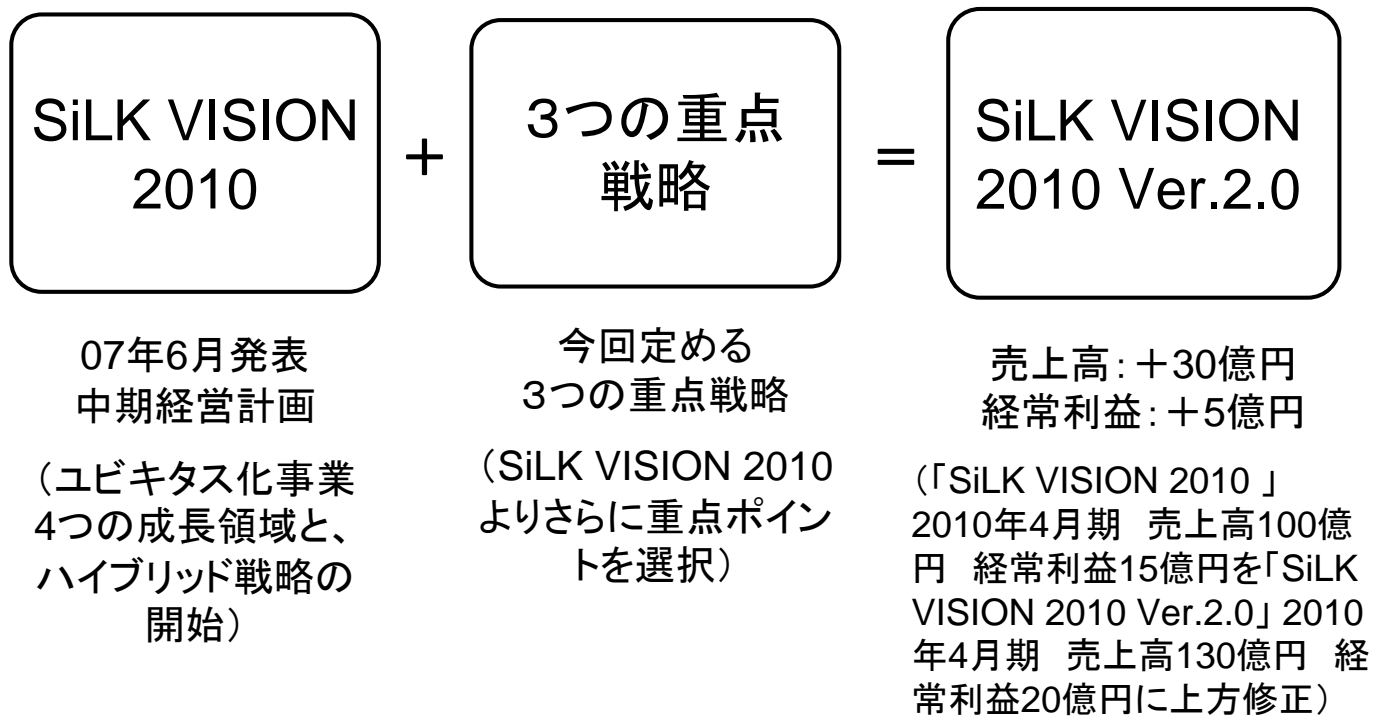 SiLK VISION
2010
+
3つの重点
戦略
=
SiLK VISION
2010 Ver.2.0
07年6月発表
中期経営計画
(ユビキタス化事業
4つの成長領域と、
ハイブリッド戦略の
開始)
今回定める
3つの重点戦略
(SiLK VISION 2010
よりさらに重点ポイン
トを選択)
売上高:+30億円
経常利益:+5億円
(「SiLK VISION 2010 」
2010年4月期 売上高100億
円 経常利益15億円を「SiLK
VISION 2010 Ver.2.0」 2010
年4月期 売上高130億円 経
常利益20億円に上方修正)